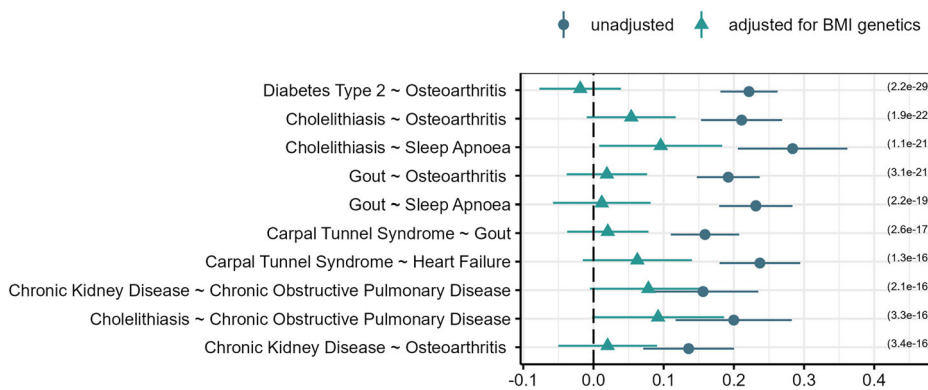 unadjusted adjusted for BMI genetics
Diabetes Type 2 ~ Osteoarthritis (2.2e-29
Cholelithiasis ~ Osteoarthritis (1.9e-22
Cholelithiasis ~ Sleep Apnoea (1.1e-21
Gout ~ Osteoarthritis (3.1e-21
Gout ~ Sleep Apnoea (2.2e-19
Carpal Tunnel Syndrome ~ Gout (2.6e-17
Carpal Tunnel Syndrome ~ Heart Failure (1.3e-16
Chronic Kidney Disease ~ Chronic Obstructive Pulmonary Disease (2.1e-16
Cholelithiasis ~ Chronic Obstructive Pulmonary Disease (3.3e-16
Chronic Kidney Disease ~ Osteoarthritis (3.4e-16
-0.1 0.0 0.1 0.2 0.3 0.4